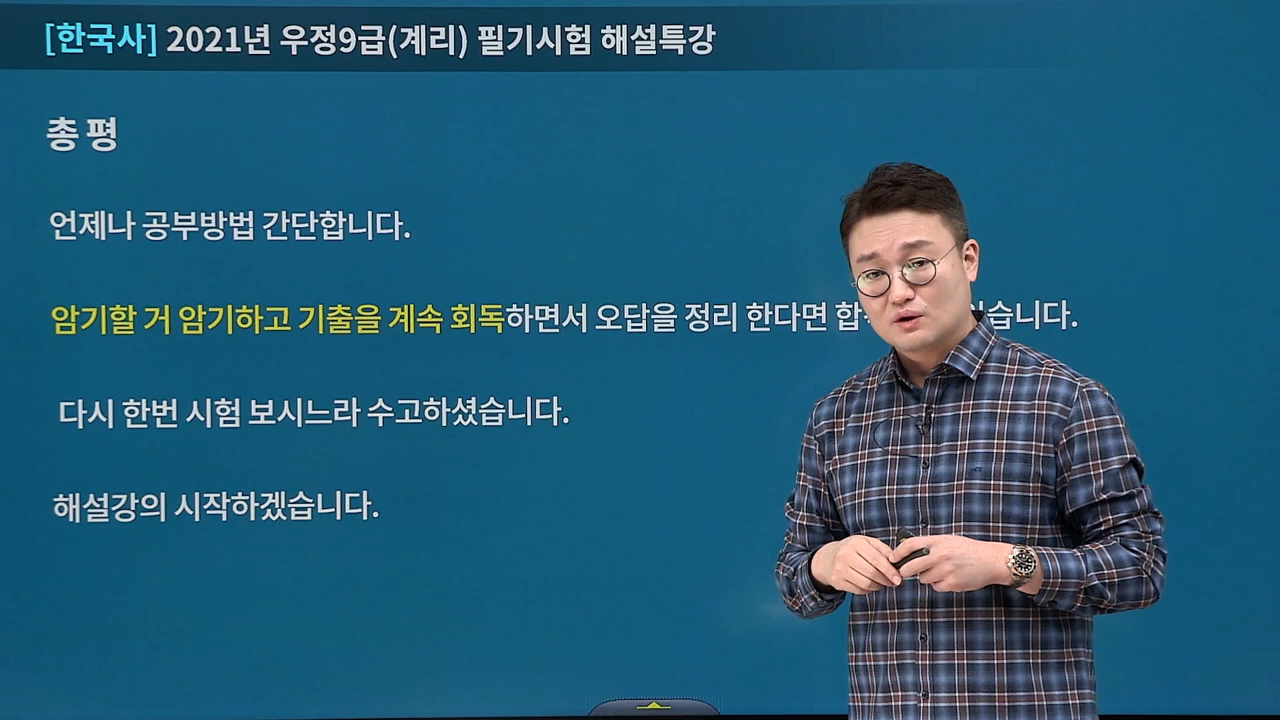 [한국사] 2021년 우정9급(계리) 필기시험 해설특강
총 평
언제나 공부방법 간단합니다.
암기할 거 암기하고 기출을 계속 회독하면서 오답을 정리 한다면
다시 한번 시험 보시느라 수고하셨습니다.
해설강의 시작하겠습니다.